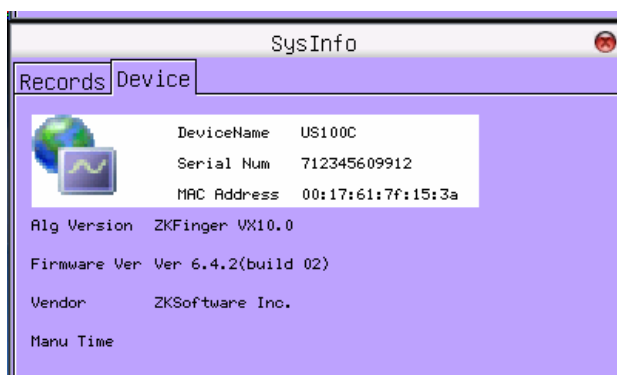 SysInfo
Records Device
DeviceName US100C
Serial Num 712345609912
MAC Address 00:17:61:7f:15:3a
Alg Version ZKFinger VX10.0
Firmware Ver Ver 6.4.2(build 02)
Vendor ZKSoftware Inc.
Manu Time